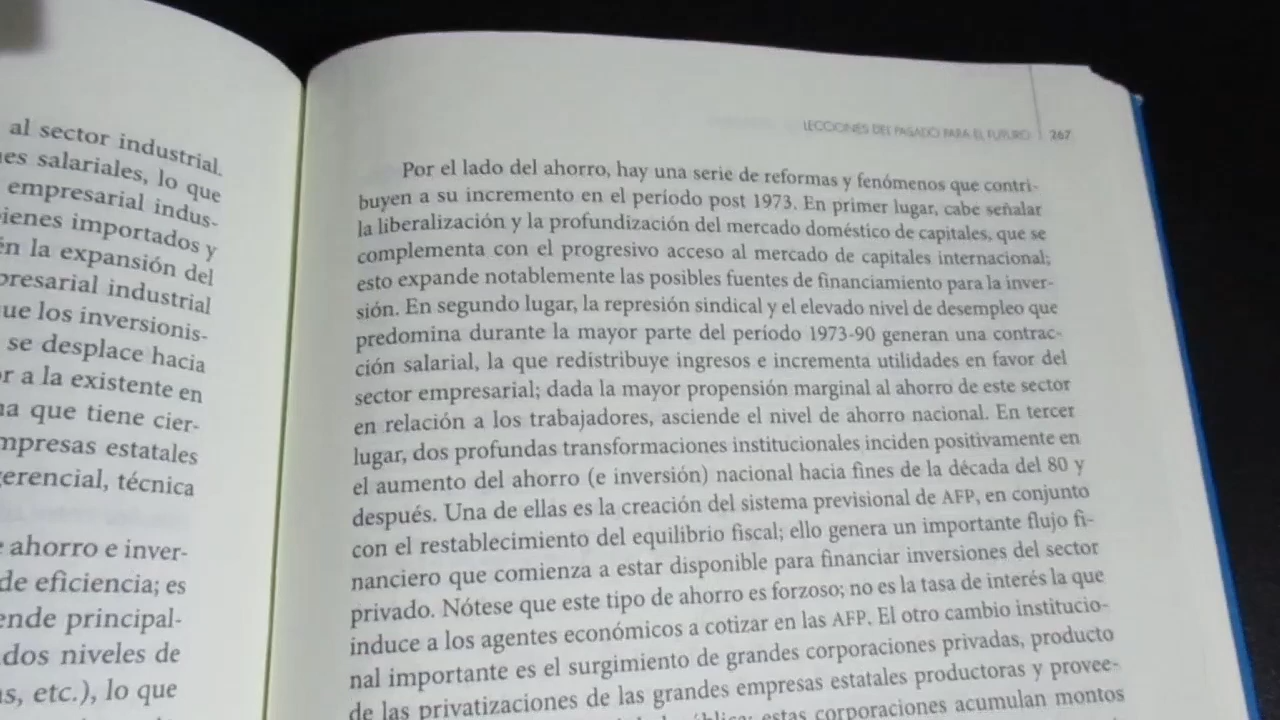 al sector industrial.
es salariales, lo que
empresarial indus-
ienes importados y
én la expansión del
presarial industrial
ue los inversionis-
se desplace hacia
r a la existente en
na que tiene cier-
mpresas estatales
erencial, técnica
ahorro e inver-
de eficiencia; es
ende principal-
dos niveles de
as, etc.), lo que
LECCIONES DEL PASADO PARA EL FUTURO 267
Por el lado del ahorro, hay una serie de reformas y fenómenos que contri-
buyen a su incremento en el período post 1973. En primer lugar, cabe señalar
la liberalización y la profundización del mercado doméstico de capitales, que se
complementa con el progresivo acceso al mercado de capitales internacional;
esto expande notablemente las posibles fuentes de financiamiento para la inver-
sión. En segundo lugar, la represión sindical y el elevado nivel de desempleo que
predomina durante la mayor parte del período 1973-90 generan una contrac-
ción salarial, la que redistribuye ingresos e incrementa utilidades en favor del
sector empresarial; dada la mayor propensión marginal al ahorro de este sector
en relación a los trabajadores, asciende el nivel de ahorro nacional. En tercer
lugar, dos profundas transformaciones institucionales inciden positivamente en
el aumento del ahorro (e inversión) nacional hacia fines de la década del 80 y
después. Una de ellas es la creación del sistema previsional de AFP, en conjunto
con el restablecimiento del equilibrio fiscal; ello genera un importante flujo fi-
nanciero que comienza a estar disponible para financiar inversiones del sector
privado. Nótese que este tipo de ahorro es forzoso; no es la tasa de interés la que
induce a los agentes económicos a cotizar en las AFP. El otro cambio institucio-
nal importante es el surgimiento de grandes corporaciones privadas, producto
de las privatizaciones de las grandes empresas estatales productoras y provee-
estas corporaciones acumulan montos